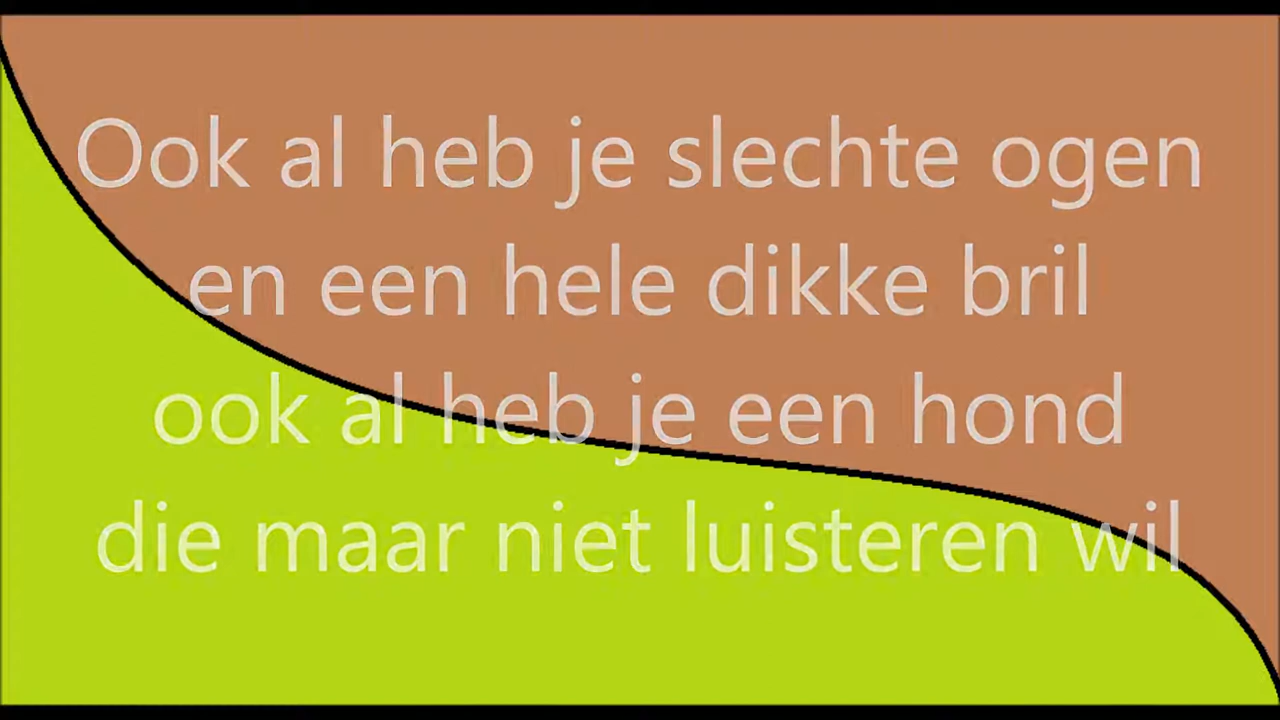 Ook al heb je slechte ogen
en een hele dikke bril
ook al heb je een hond
die maar niet luisteren wil